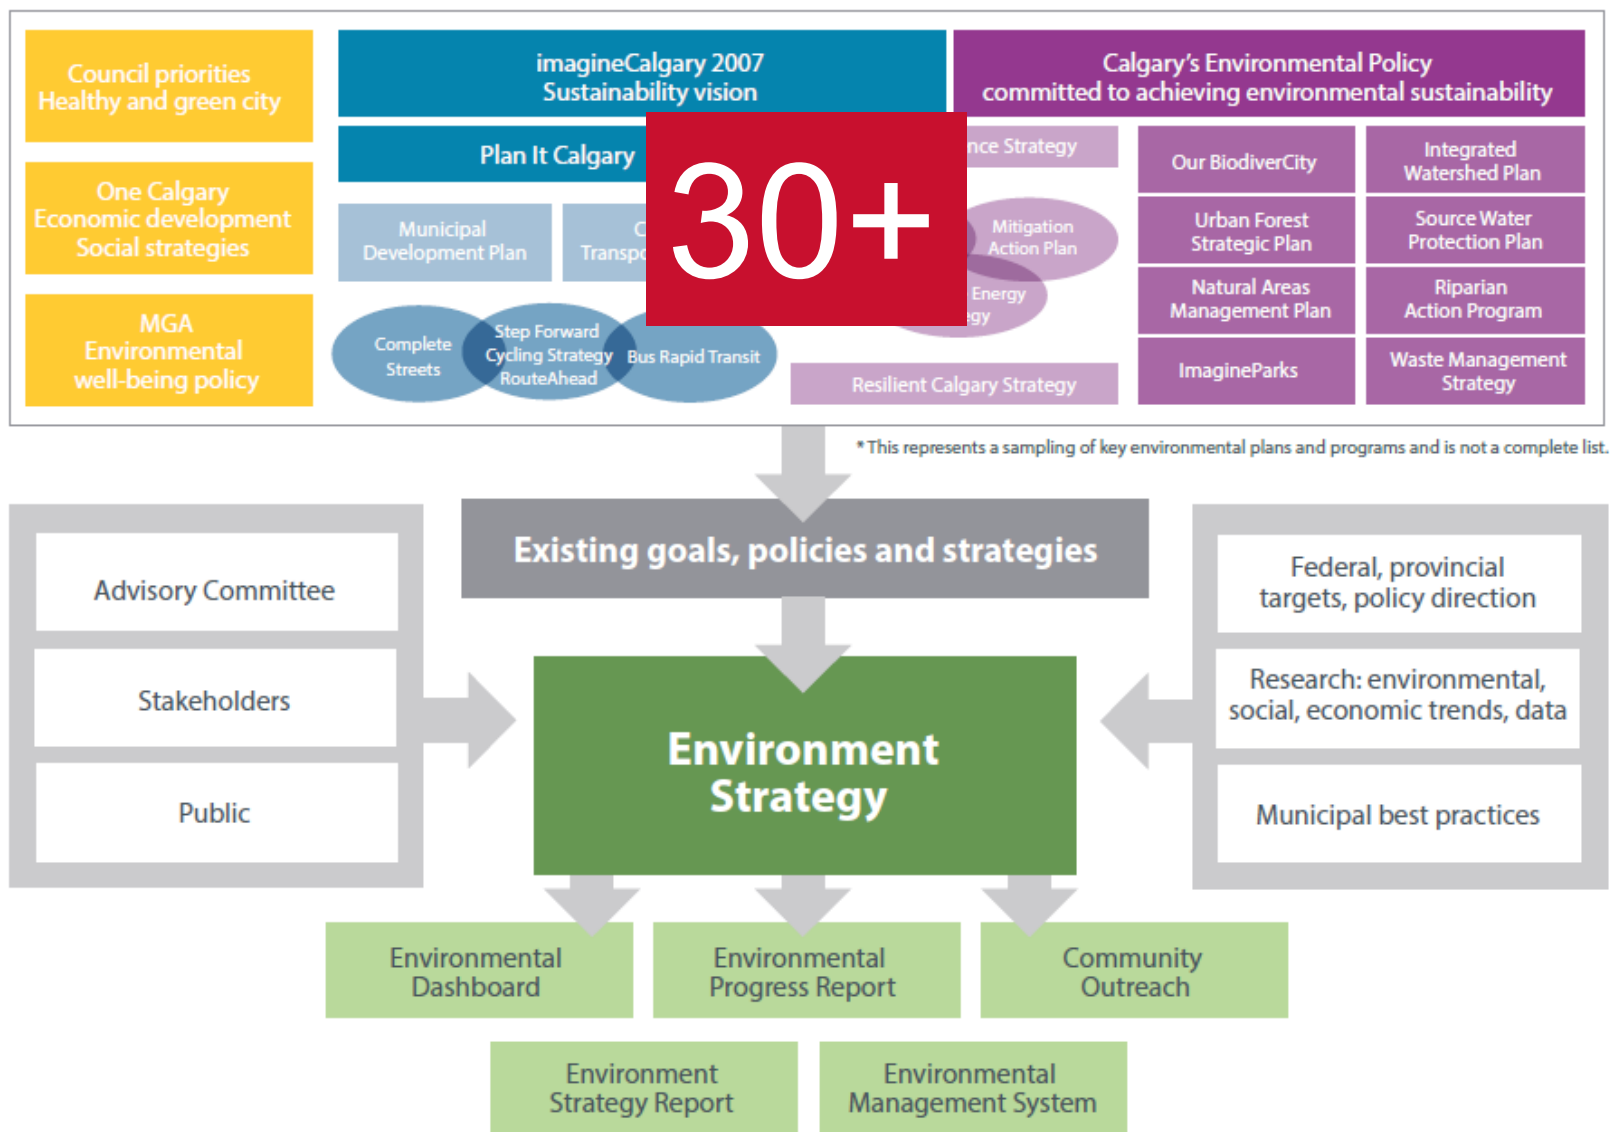 Council priorities
Healthy and green city
One Calgary
Economic development
Social strategies
MGA
Environmental
well-being policy
imagineCalgary 2007
Sustainability vision
Plan It Calgary
Municipal
Development Plan
Complete
Streets
Step Forward
Cycling Strategy
RouteAhead
Bus Rapid Transit
30+
Calgary's Environmental Policy
committed to achieving environmental sustainability
Strategy
Mitigation
Action Plan
Energy
Resilient Calgary Strategy
Our BiodiverCity
Urban Forest
Strategic Plan
Natural Areas
Management Plan
ImagineParks
Integrated
Watershed Plan
Source Water
Protection Plan
Riparian
Action Program
Waste Management
Strategy
* This represents a sampling of key environmental plans and programs and is not a complete list.
Existing goals, policies and strategies
Advisory Committee
Stakeholders
Public
Environment
Strategy
Federal, provincial
targets, policy direction
Research: environmental,
social, economic trends, data
Municipal best practices
Environmental
Dashboard
Environmental
Progress Report
Community
Outreach
Environment
Strategy Report
Environmental
Management System